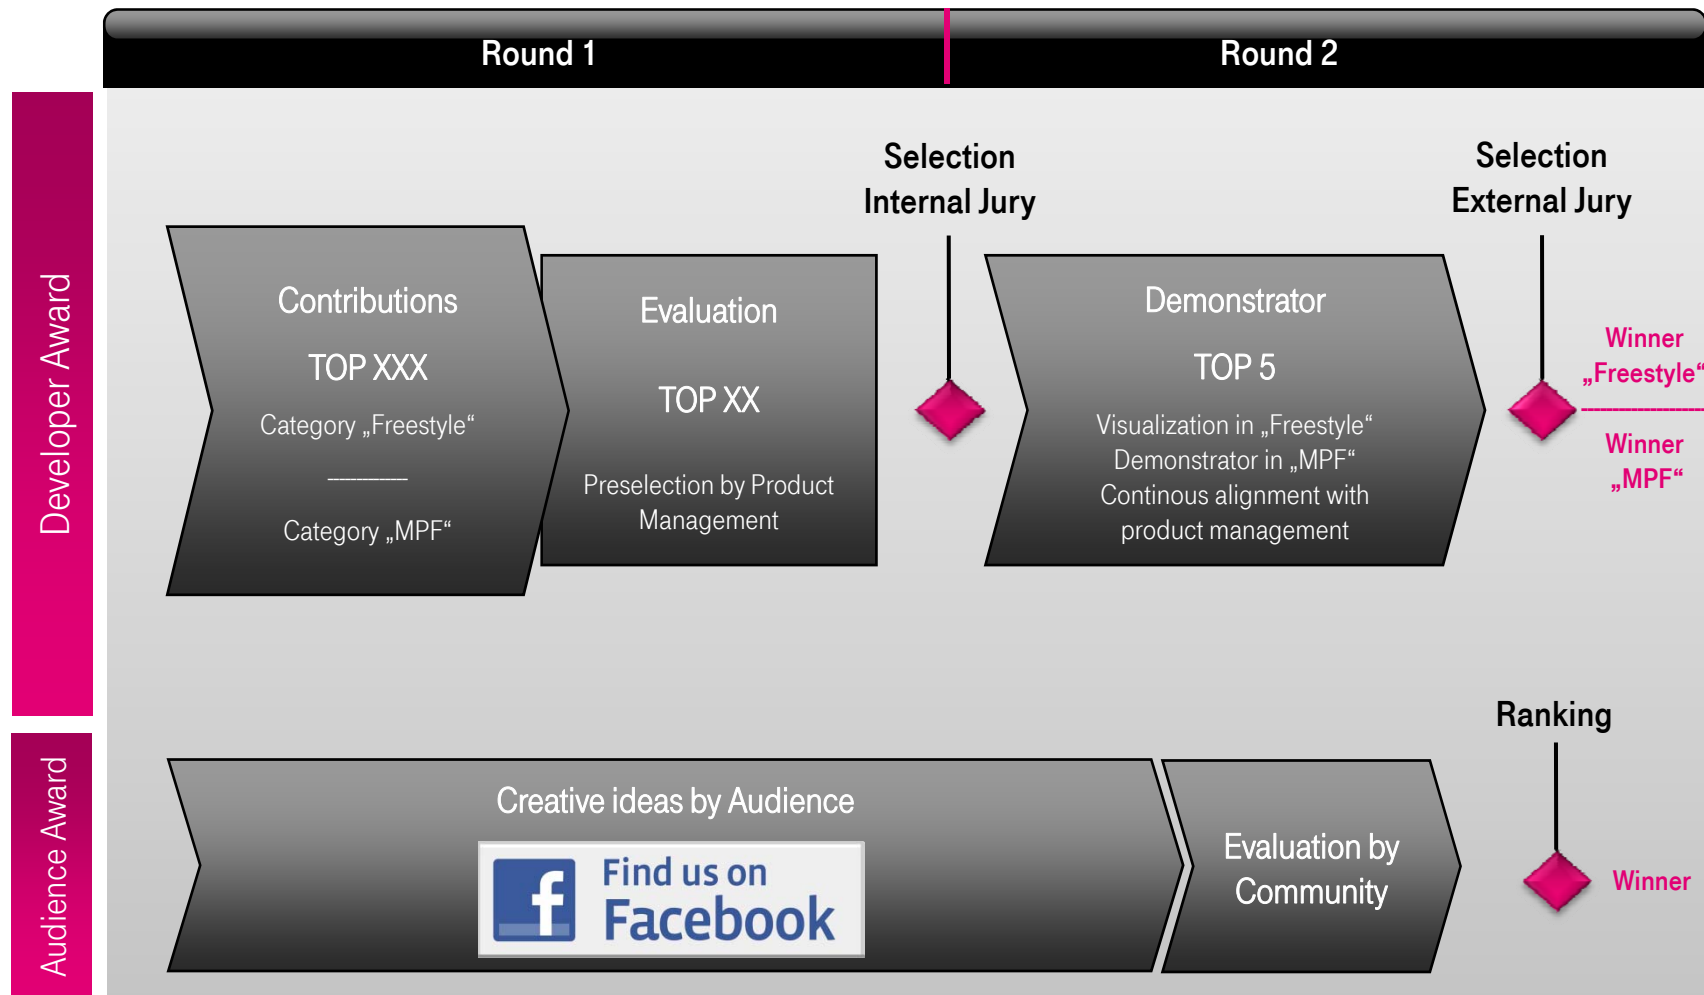 Round 1
Round 2
Developer Award
Selection
Internal Jury
Selection
External Jury
Contributions
TOP XXX
Category „Freestyle“
Category „MPF“
Evaluation
TOP XX
Preselection by Product
Management
Demonstrator
TOP 5
Visualization in „Freestyle“
Demonstrator in „MPF“
Continous alignment with
product management
Winner
„Freestyle“
Winner
„MPF“
Audience Award
Creative ideas by Audience
f
Find us on
Facebook
Evaluation by
Community
Ranking
Winner